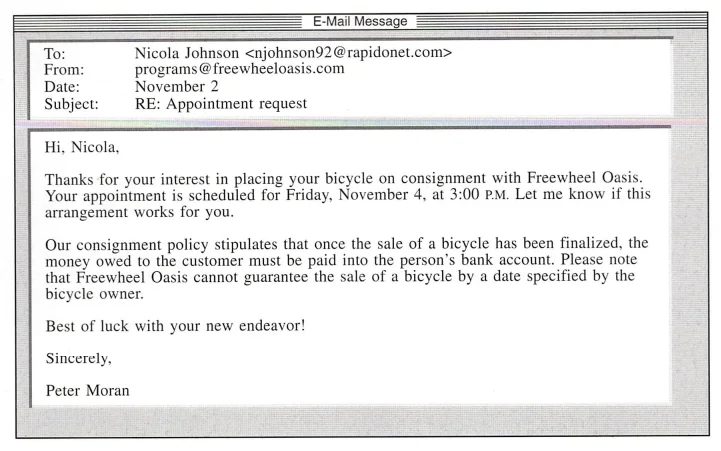 E-Mail Message
To: Nicola Johnson <njohnson92@rapidonet.com>
From: programs@freewheeloasis.com
Date: November 2
Subject: RE: Appointment request
Hi, Nicola,
Thanks for your interest in placing your bicycle on consignment with Freewheel Oasis.
Your appointment is scheduled for Friday, November 4, at 3:00 P.M. Let me know if this
arrangement works for you.
Our consignment policy stipulates that once the sale of a bicycle has been finalized, the
money owed to the customer must be paid into the person's bank account. Please note
that Freewheel Oasis cannot guarantee the sale of a bicycle by a date specified by the
bicycle owner.
Best of luck with your new endeavor!
Sincerely,
Peter Moran